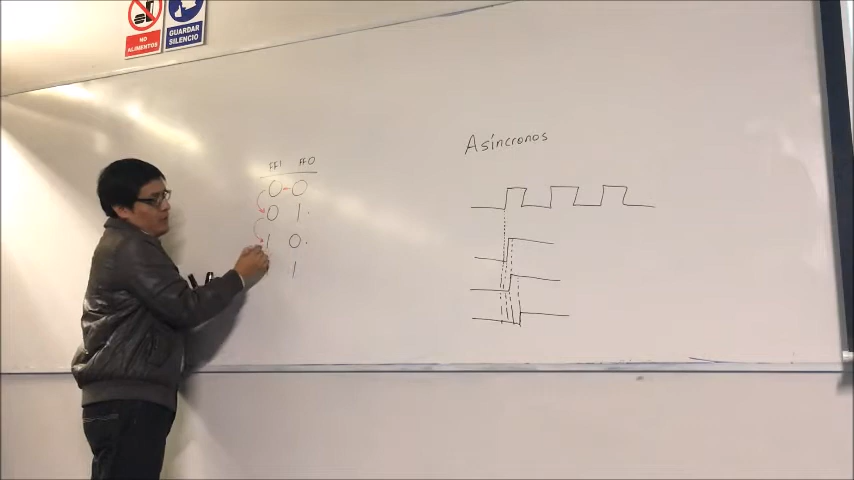 NO
ALIMENTOS
GUARDAR
SILENCIO
FF1 FF0
0 0
0 1
1 0
1
Asíncronos